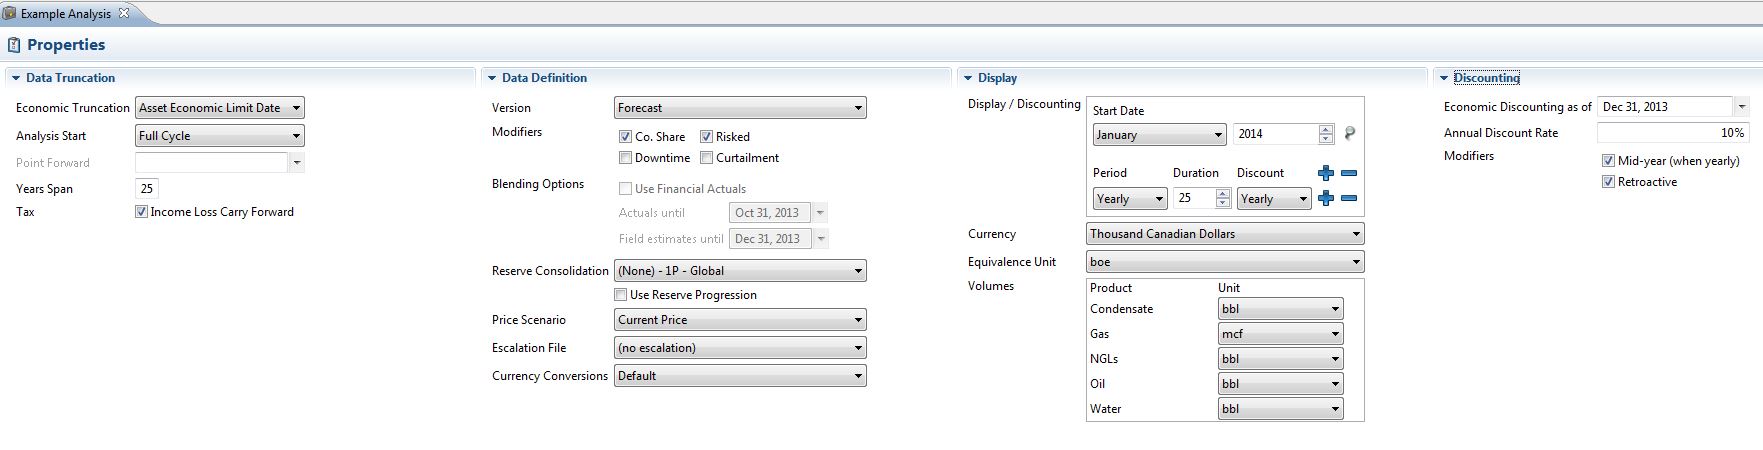 Example Analysis
Properties
Data Truncation
Economic Truncation Asset Economic Limit Date
Analysis Start Full Cycle
Point Forward
Years Span 25
Tax Income Loss Carry Forward
Data Definition
Version Forecast
Modifiers Co. Share Risked
Downtime Curtailment
Blending Options Use Financial Actuals
Actuals until Oct 31, 2013
Field estimates until Dec 31, 2013
Reserve Consolidation (None) - 1P - Global
Use Reserve Progression
Price Scenario Current Price
Escalation File (no escalation)
Currency Conversions Default
Display
Display / Discounting Start Date
January 2014
Period Duration Discount
Yearly 25 Yearly
Currency Thousand Canadian Dollars
Equivalence Unit boe
Volumes Product Unit
Condensate bbl
Gas mcf
NGLs bbl
Oil bbl
Water bbl
Discounting
Economic Discounting as of Dec 31, 2013
Annual Discount Rate 10%
Modifiers Mid-year (when yearly)
Retroactive